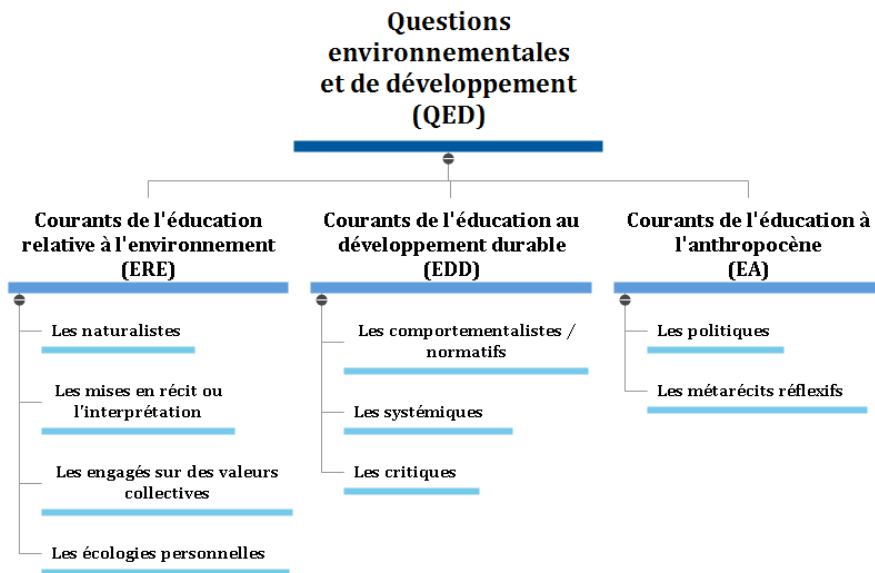 Questions
environnementales
et de développement
(QED)
Courants de l'éducation
relative à l'environnement
(ERE)
Les naturalistes
Les mises en récit ou
l'interprétation
Les engagés sur des valeurs
collectives
Les écologies personnelles
Courants de l'éducation au
développement durable
(EDD)
Les comportementalistes /
normatifs
Les systémiques
Les critiques
Courants de l'éducation à
l'anthropocène
(EA)
Les politiques
Les métarécits réflexifs